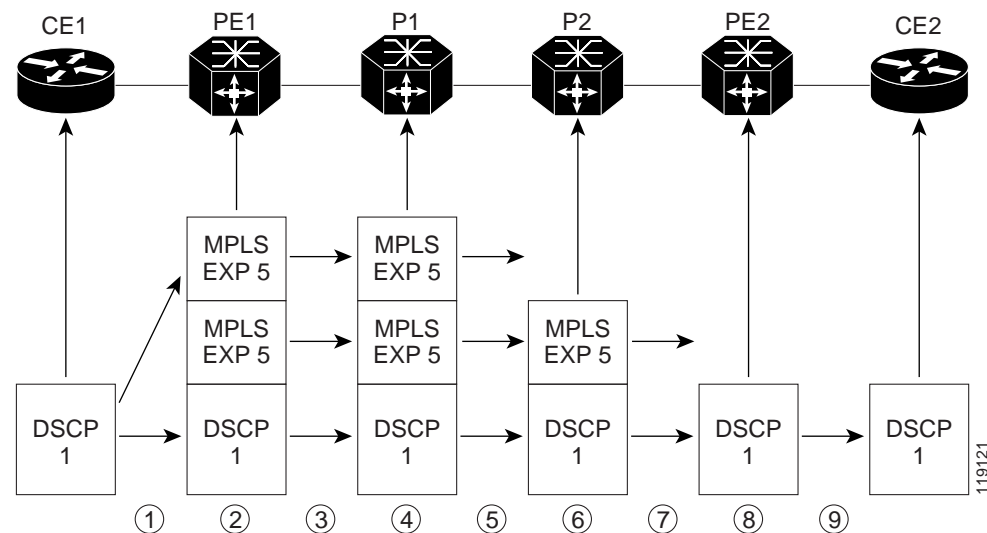 CE1 PE1 P1 P2 PE2 CE2
MPLS
EXP 5
MPLS
EXP 5
MPLS
EXP 5
MPLS
EXP 5
MPLS
EXP 5
DSCP
1
DSCP
1
DSCP
1
DSCP
1
DSCP
1
DSCP
1
119121
1 2 3 4 5 6 7 8 9